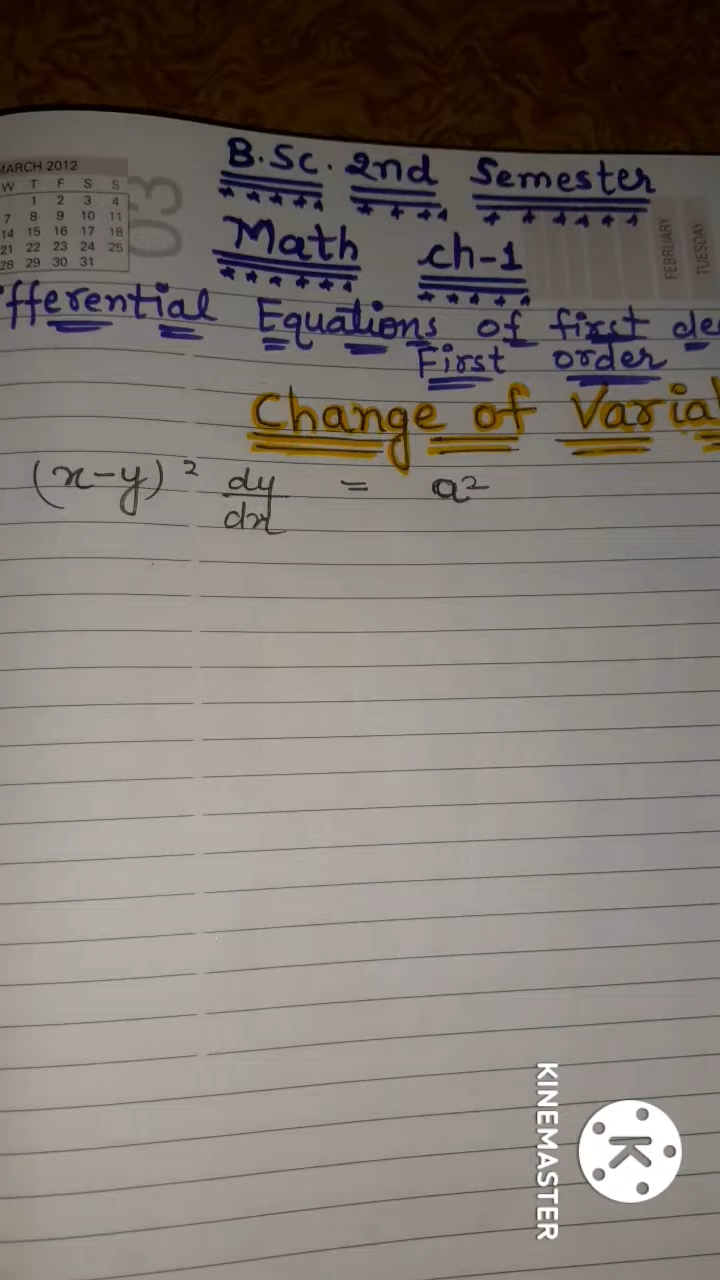 MARCH 2012
W T F S S
1 2 3 4
7 8 9 10 11
14 15 16 17 18
21 22 23 24 25
28 29 30 31
03
FEBRUARY
TUESDAY
B.Sc. 2nd Semester
Math ch-1
fferential Equations of first de
First order
Change of Varia
(x-y)² dy/dx = a²
KINEMASTER